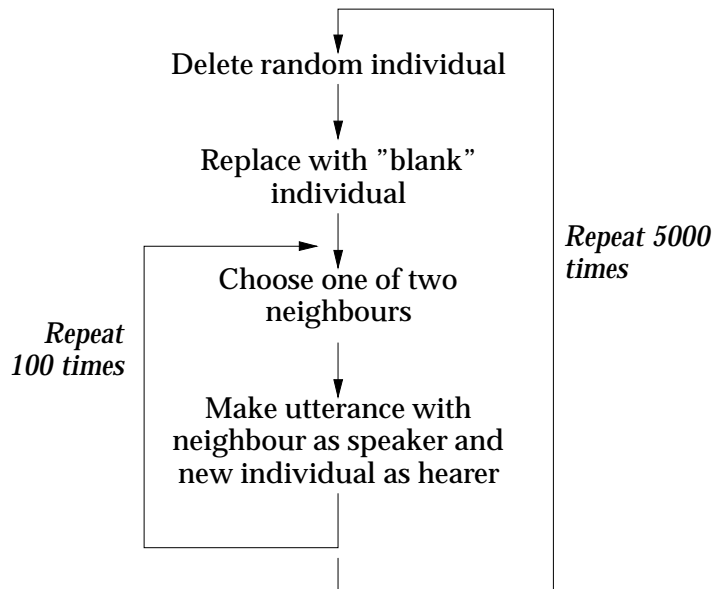 Delete random individual
Replace with ”blank”
individual
Choose one of two
neighbours
Make utterance with
neighbour as speaker and
new individual as hearer
Repeat
100 times
Repeat 5000
times